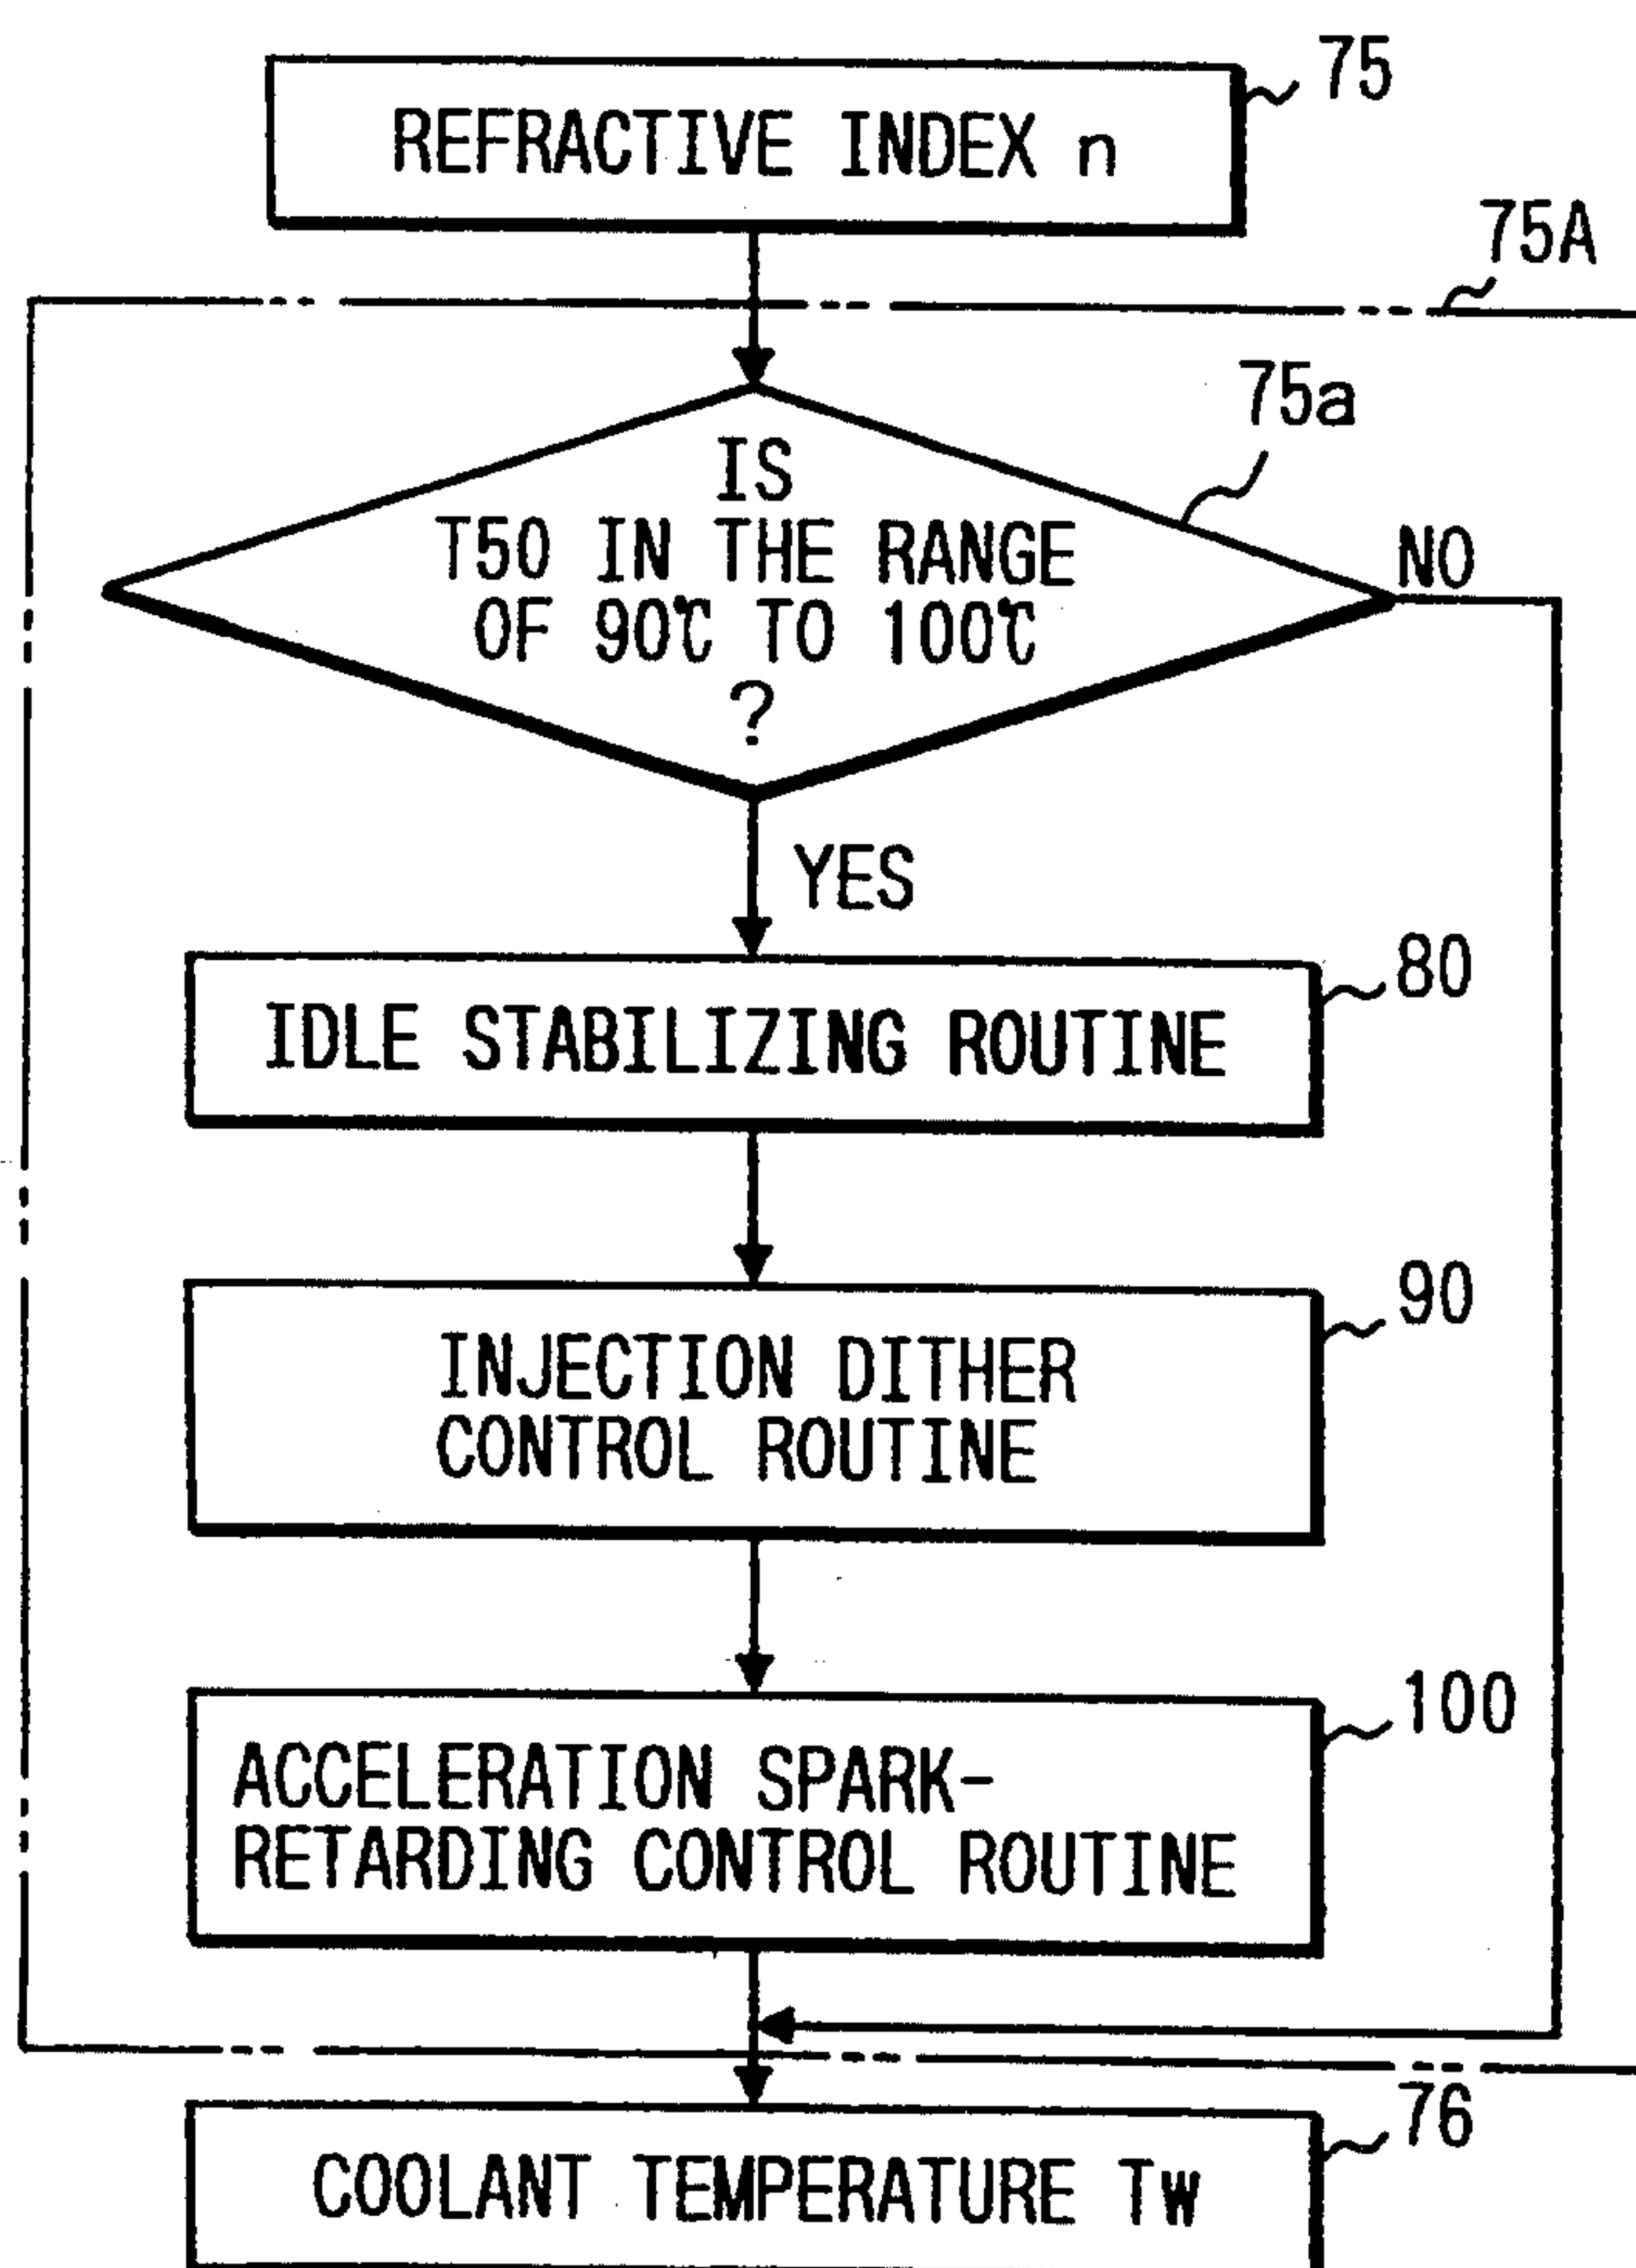 75
REFRACTIVE INDEX n
75A
75a
IS
T50 IN THE RANGE
OF 90℃ TO 100℃
?
NO
YES
80
IDLE STABILIZING ROUTINE
90
INJECTION DITHER
CONTROL ROUTINE
100
ACCELERATION SPARK-
RETARDING CONTROL ROUTINE
76
COOLANT TEMPERATURE TW